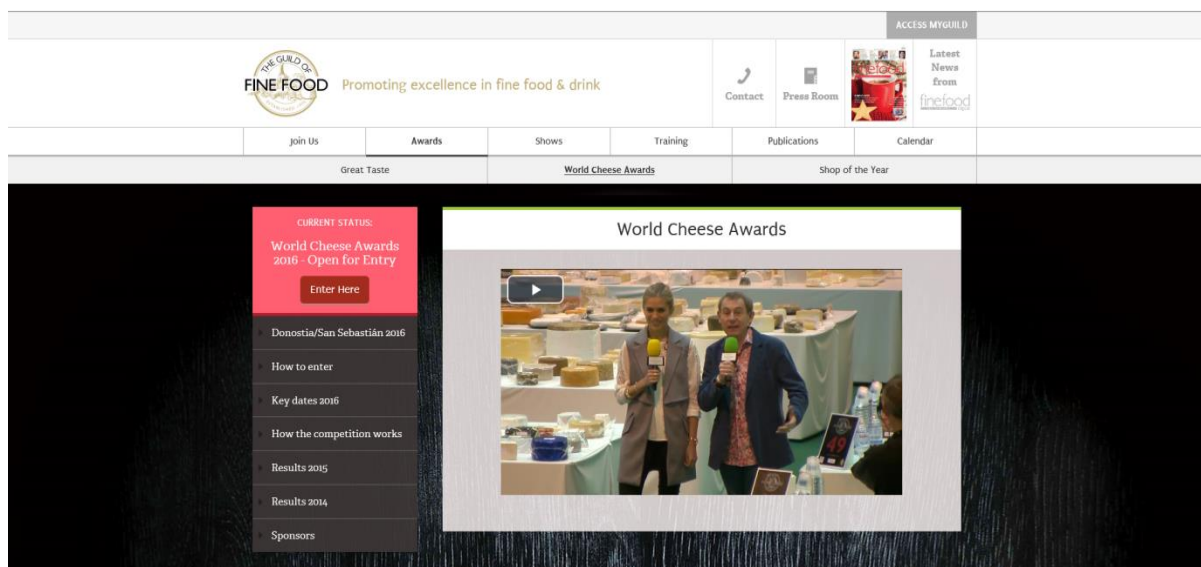 ACCESS MYGUILD
THE GUILD OF
FINE FOOD
Promoting excellence in fine food & drink
Contact
Press Room
finefood
Latest
News
from
finefood
Join Us
Awards
Shows
Training
Publications
Calendar
Great Taste
World Cheese Awards
Shop of the Year
CURRENT STATUS:
World Cheese Awards
2016 - Open for Entry
Enter Here
Donostia/San Sebastián 2016
How to enter
Key dates 2016
How the competition works
Results 2015
Results 2014
Sponsors
World Cheese Awards
49